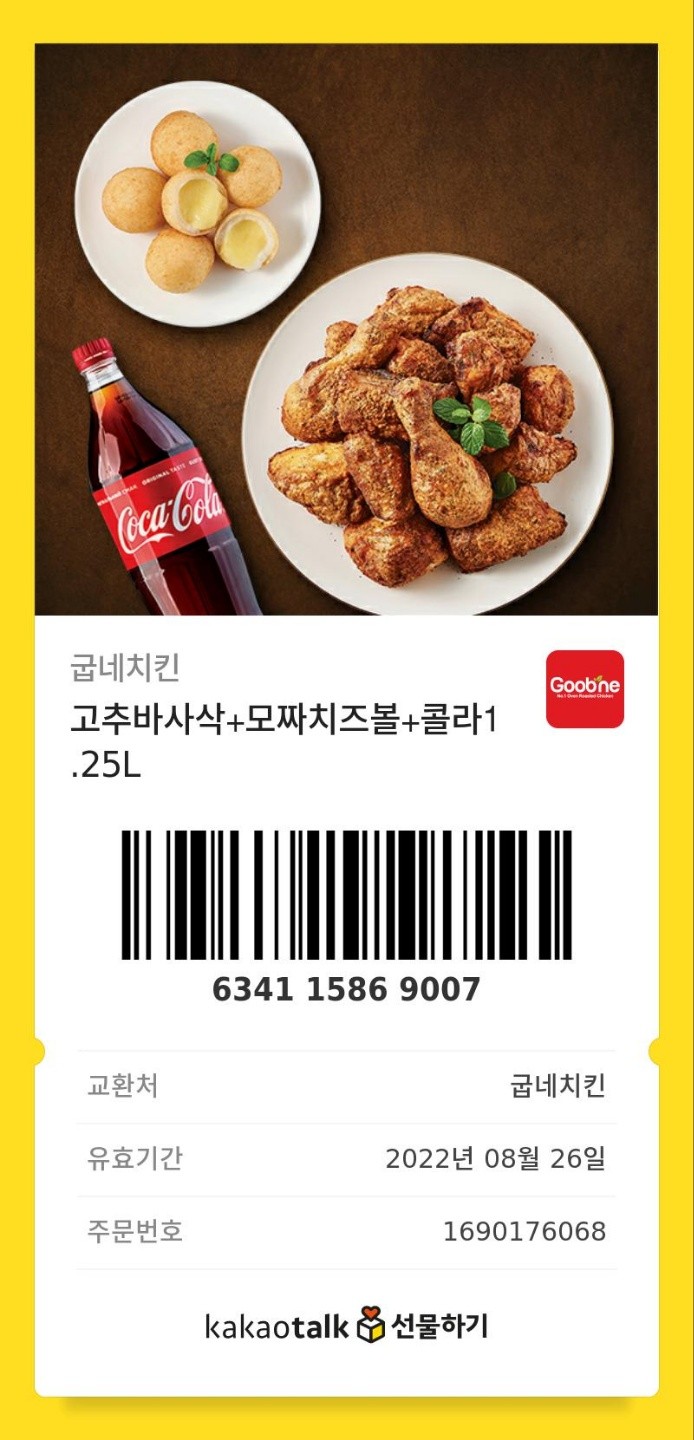 ORIGINAL TASTE
Coca-Cola
굽네치킨
Goobne
고추바사삭+모짜치즈볼+콜라1
.25L
6341 1586 9007
교환처 굽네치킨
유효기간 2022년 08월 26일
주문번호 1690176068
kakaotalk 선물하기